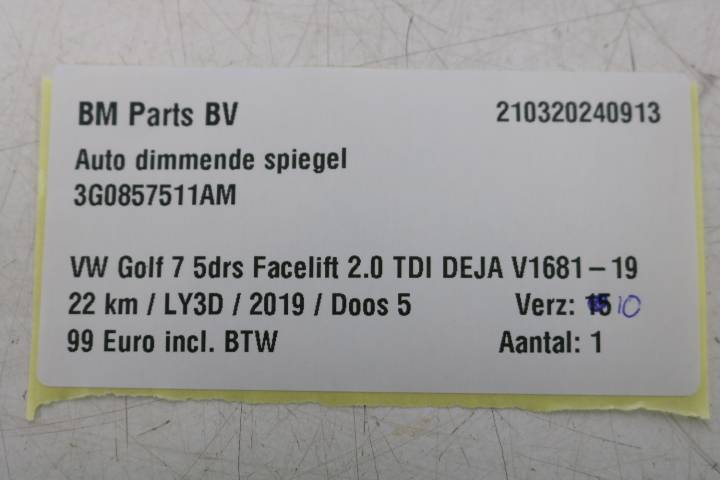 BM Parts BV 210320240913
Auto dimmende spiegel
3G0857511AM
VW Golf 7 5drs Facelift 2.0 TDI DEJA V1681-19
22 km / LY3D / 2019 / Doos 5 Verz: 15 10
99 Euro incl. BTW Aantal: 1